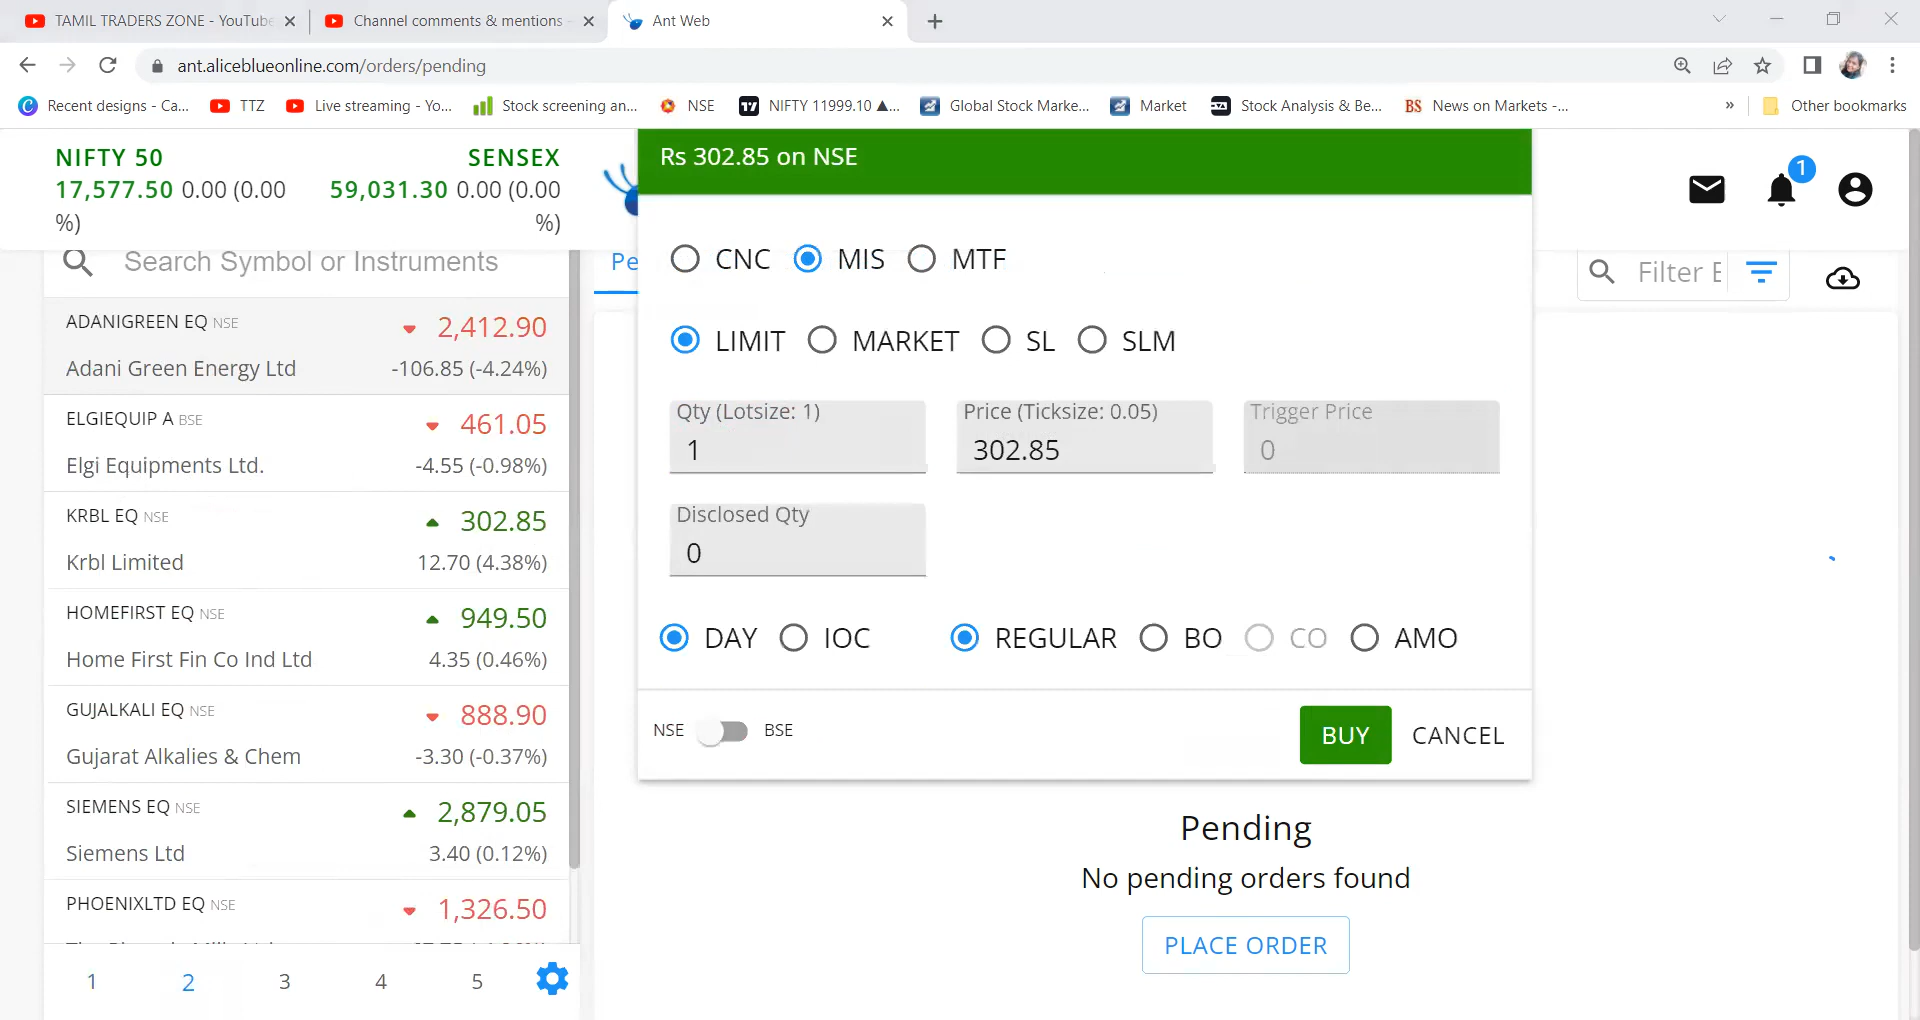 TAMIL TRADERS ZONE - YouTube
Channel comments & mentions -
Ant Web
ant.aliceblueonline.com/orders/pending
Recent designs - Ca...
TTZ
Live streaming - Yo...
Stock screening an...
NSE
NIFTY 11999.10 ▲...
Global Stock Marke...
Market
Stock Analysis & Be...
BS News on Markets -...
»
Other bookmarks
NIFTY 50
17,577.50 0.00 (0.00
%)
SENSEX
59,031.30 0.00 (0.00
%)
1
Search Symbol or Instruments
ADANIGREEN EQ NSE
2,412.90
Adani Green Energy Ltd
-106.85 (-4.24%)
ELGIEQUIP A BSE
461.05
Elgi Equipments Ltd.
-4.55 (-0.98%)
KRBL EQ NSE
302.85
Krbl Limited
12.70 (4.38%)
HOMEFIRST EQ NSE
949.50
Home First Fin Co Ind Ltd
4.35 (0.46%)
GUJALKALI EQ NSE
888.90
Gujarat Alkalies & Chem
-3.30 (-0.37%)
SIEMENS EQ NSE
2,879.05
Siemens Ltd
3.40 (0.12%)
PHOENIXLTD EQ NSE
1,326.50
1 2 3 4 5
Pe
Rs 302.85 on NSE
CNC MIS MTF
LIMIT MARKET SL SLM
Qty (Lotsize: 1)
1
Price (Ticksize: 0.05)
302.85
Trigger Price
0
Disclosed Qty
0
DAY IOC REGULAR BO CO AMO
NSE BSE
BUY CANCEL
Filter E
Pending
No pending orders found
PLACE ORDER